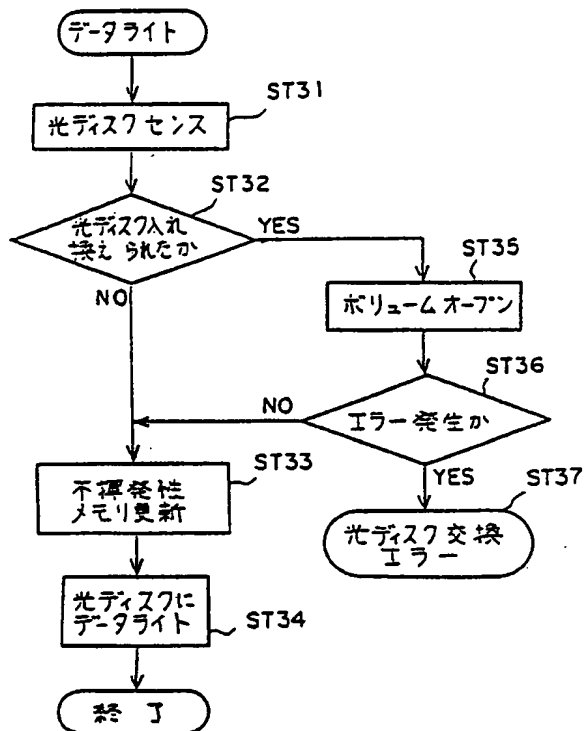 データライト
ST31
光ディスクセンス
ST32
光ディスク入れ
換えられたか
YES
NO
ST35
ボリュームオープン
ST36
エラー発生か
NO
YES
ST33
不揮発性
メモリ更新
ST37
光ディスク交換
エラー
光ディスクに
データライト
ST34
終了